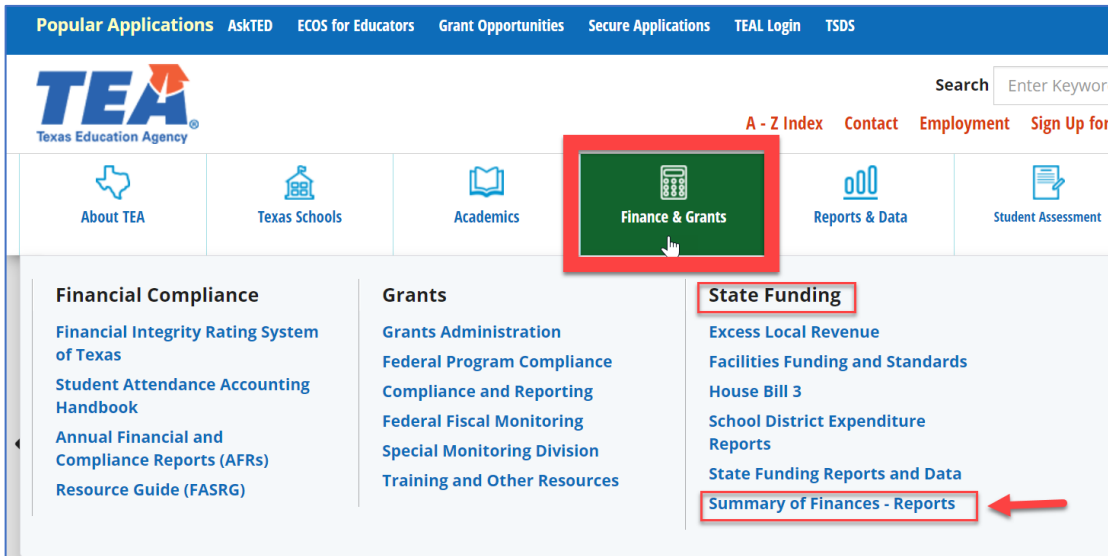 Popular Applications AskTED ECOS for Educators Grant Opportunities Secure Applications TEAL Login TSDS
TEA®
Texas Education Agency
Search Enter Keywor
A - Z Index Contact Employment Sign Up for
About TEA Texas Schools Academics Finance & Grants Reports & Data Student Assessment
Financial Compliance
Financial Integrity Rating System
of Texas
Student Attendance Accounting
Handbook
Annual Financial and
Compliance Reports (AFRs)
Resource Guide (FASRG)
Grants
Grants Administration
Federal Program Compliance
Compliance and Reporting
Federal Fiscal Monitoring
Special Monitoring Division
Training and Other Resources
State Funding
Excess Local Revenue
Facilities Funding and Standards
House Bill 3
School District Expenditure
Reports
State Funding Reports and Data
Summary of Finances - Reports